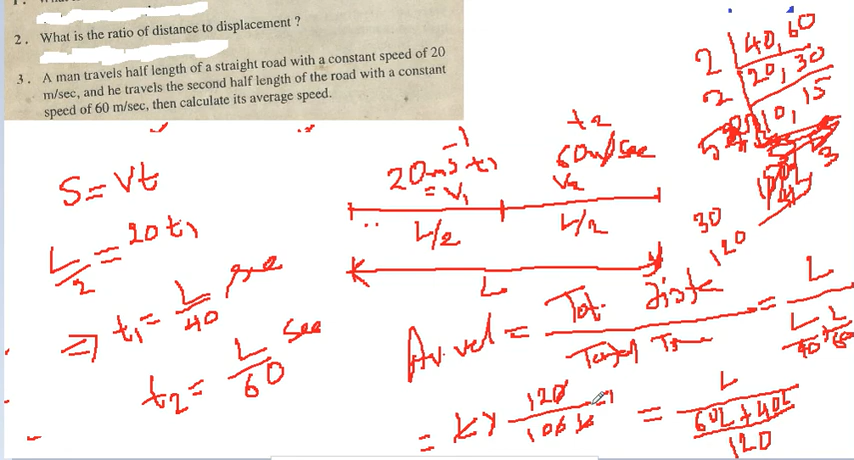 2. What is the ratio of distance to displacement ?
3. A man travels half length of a straight road with a constant speed of 20
m/sec, and he travels the second half length of the road with a constant
speed of 60 m/sec, then calculate its average speed.
2 | 40, 60
2 | 20, 30
10, 15
30
120
S = Vt
L/2 = 20 t1
⇒ t1 = L/40 sec
t2 = L/60 sec
20 ms-1 t1
= V1
t2
60 m/sec
V2
L/2 L/2
L
Av. vel = Tot. dist / = L / L/40 + L/60
= L / 60L + 40L / 120
= L × 120 /